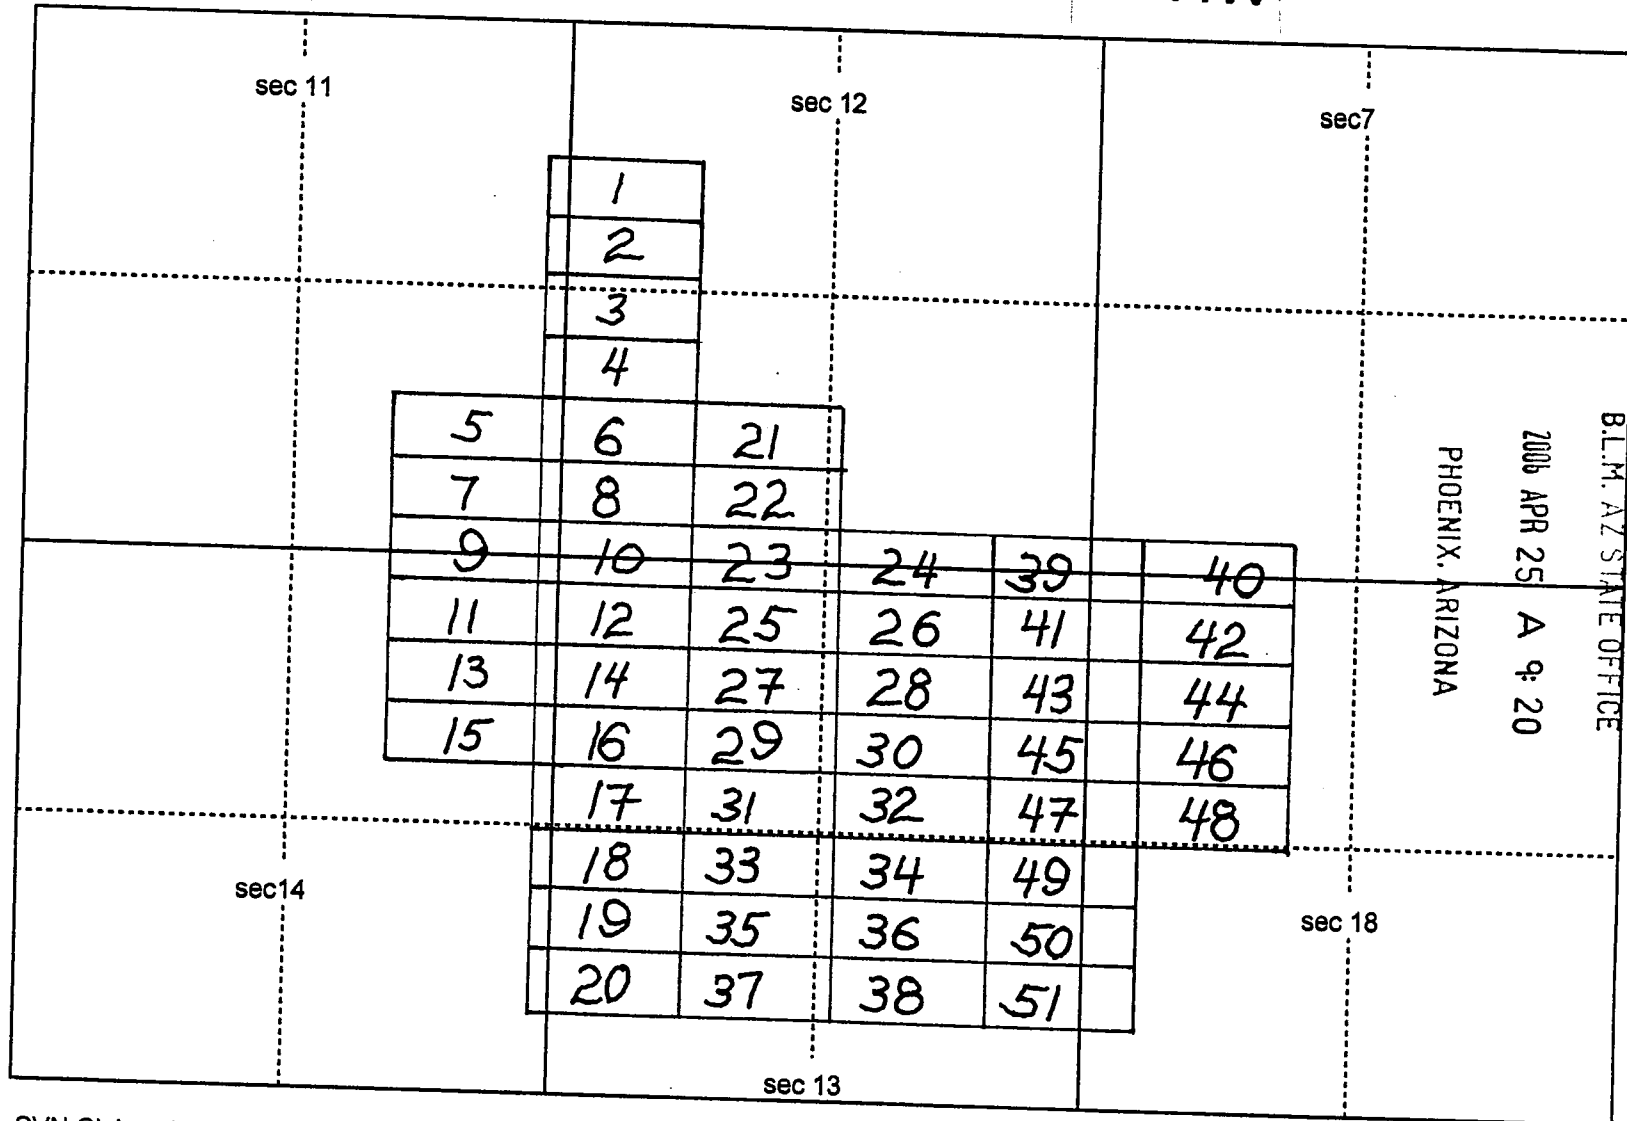 sec 11
sec 12
sec7
1
2
3
4
5 6 21
7 8 22
9 10 23 24 39 40
11 12 25 26 41 42
13 14 27 28 43 44
15 16 29 30 45 46
17 31 32 47 48
18 33 34 49
19 35 36 50
20 37 38 51
sec14
sec 18
sec 13
B.L.M. AZ STATE OFFICE
2006 APR 25 A 9:20
PHOENIX, ARIZONA